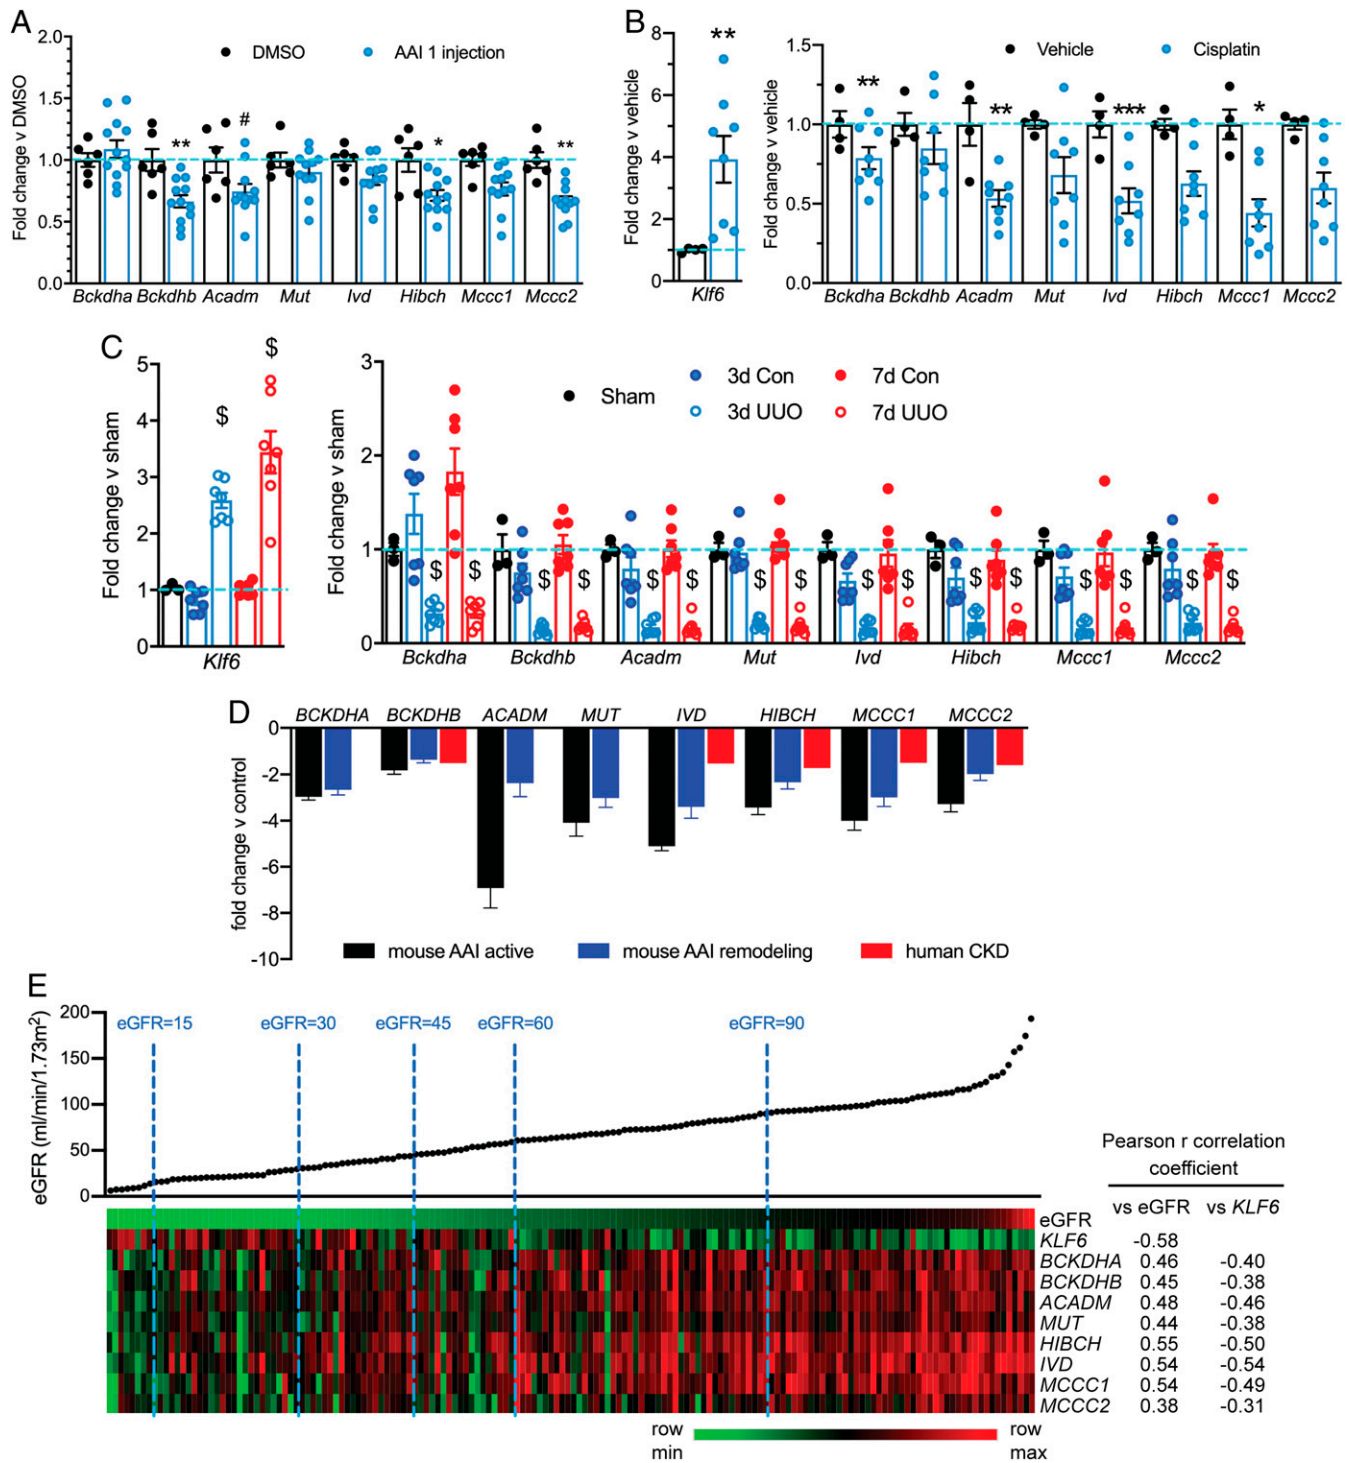 A
Fold change v DMSO
2.0
1.5
1.0
0.5
0.0
DMSO
AAI 1 injection
**
#
*
**
Bckdha Bckdhb Acadm Mut Ivd Hibch Mccc1 Mccc2
B
Fold change v vehicle
8
6
4
2
0
**
Klf6
Fold change v vehicle
1.5
1.0
0.5
0.0
Vehicle
Cisplatin
**
**
***
*
Bckdha Bckdhb Acadm Mut Ivd Hibch Mccc1 Mccc2
C
Fold change v sham
5
4
3
2
1
0
$
$
Klf6
Fold change v sham
3
2
1
0
Sham
3d Con
7d Con
3d UUO
7d UUO
$ $ $ $ $ $ $ $ $ $ $ $ $ $ $ $
Bckdha Bckdhb Acadm Mut Ivd Hibch Mccc1 Mccc2
D
BCKDHA BCKDHB ACADM MUT IVD HIBCH MCCC1 MCCC2
fold change v control
0
-2
-4
-6
-8
-10
mouse AAI active
mouse AAI remodeling
human CKD
E
eGFR (ml/min/1.73m²)
200
150
100
50
0
eGFR=15
eGFR=30
eGFR=45
eGFR=60
eGFR=90
Pearson r correlation
coefficient
vs eGFR vs KLF6
eGFR
KLF6 -0.58
BCKDHA 0.46 -0.40
BCKDHB 0.45 -0.38
ACADM 0.48 -0.46
MUT 0.44 -0.38
HIBCH 0.55 -0.50
IVD 0.54 -0.54
MCCC1 0.54 -0.49
MCCC2 0.38 -0.31
row
min
row
max